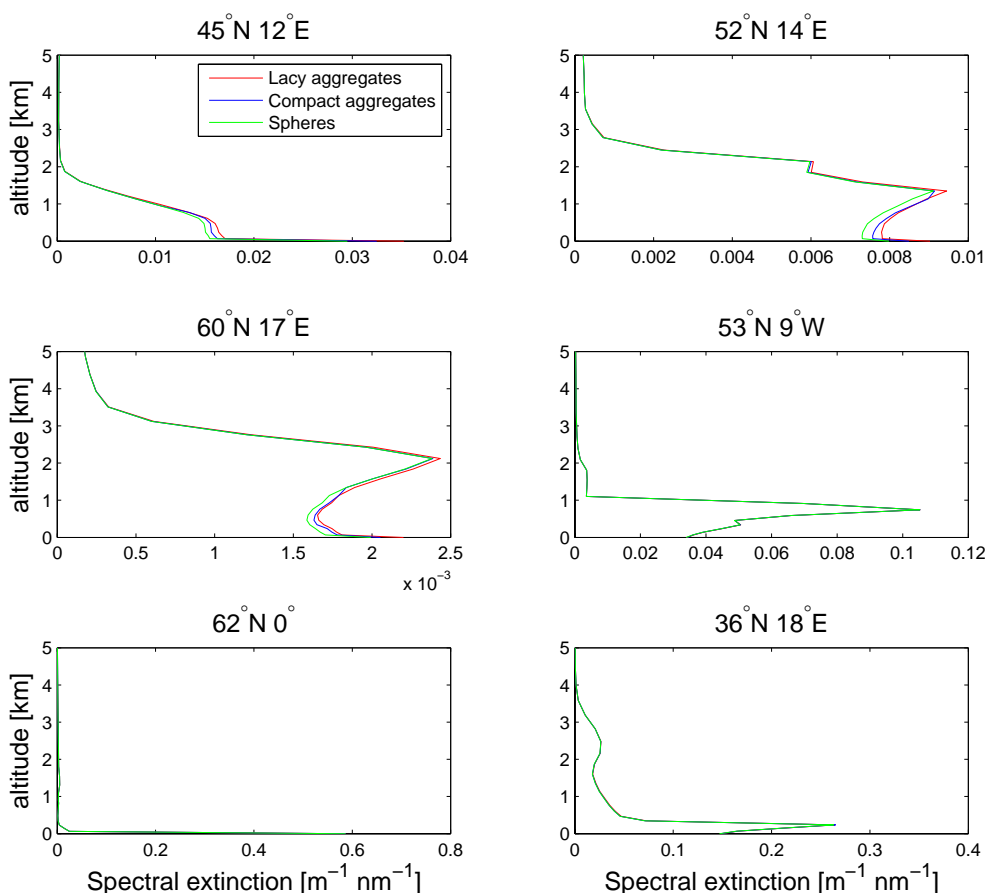 45°N 12°E
5
4
3
2
1
0
altitude [km]
Lacy aggregates
Compact aggregates
Spheres
0 0.01 0.02 0.03 0.04
52°N 14°E
5
4
3
2
1
0
altitude [km]
0 0.002 0.004 0.006 0.008 0.01
60°N 17°E
5
4
3
2
1
0
altitude [km]
0 0.5 1 1.5 2 2.5
x 10⁻³
53°N 9°W
5
4
3
2
1
0
altitude [km]
0 0.02 0.04 0.06 0.08 0.1 0.12
62°N 0°
5
4
3
2
1
0
altitude [km]
0 0.2 0.4 0.6 0.8
Spectral extinction [m⁻¹ nm⁻¹]
36°N 18°E
5
4
3
2
1
0
altitude [km]
0 0.1 0.2 0.3 0.4
Spectral extinction [m⁻¹ nm⁻¹]